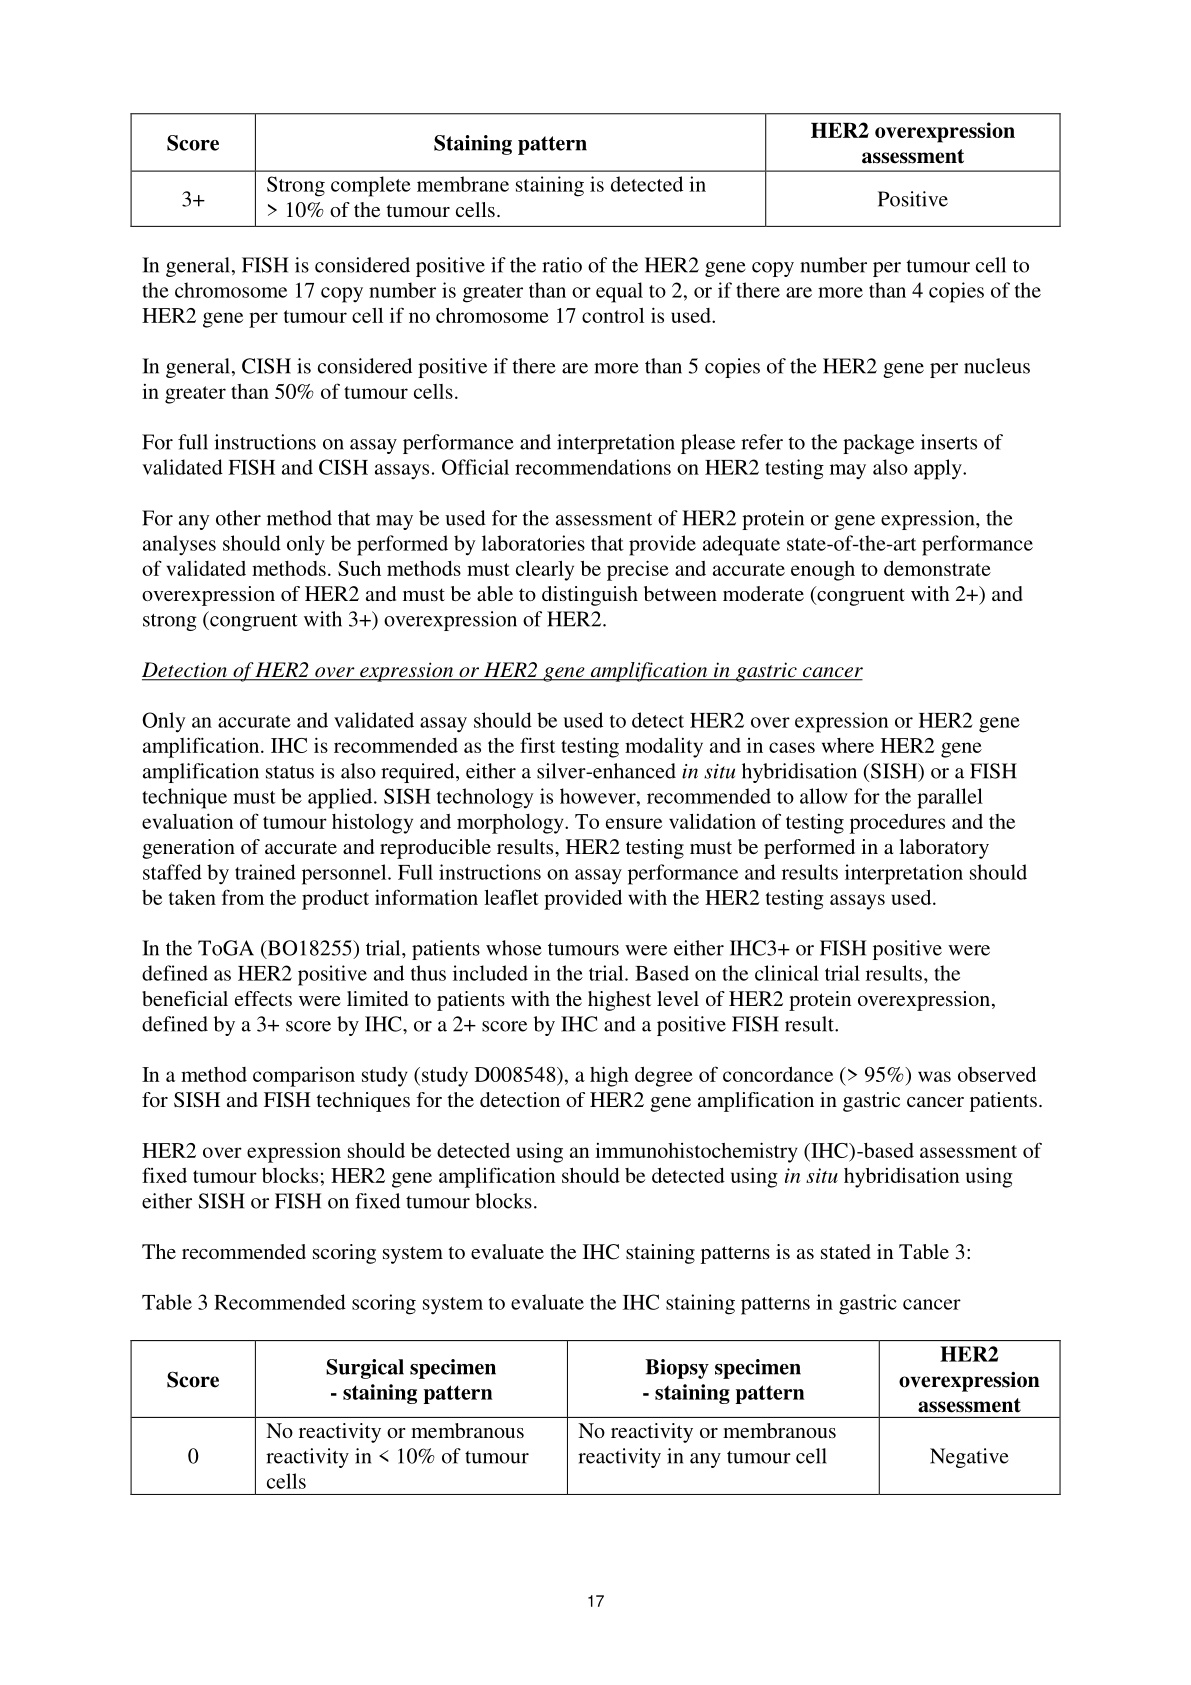 Score
Staining pattern
HER2 overexpression
assessment
3+
Strong complete membrane staining is detected in
> 10% of the tumour cells.
Positive
In general, FISH is considered positive if the ratio of the HER2 gene copy number per tumour cell to
the chromosome 17 copy number is greater than or equal to 2, or if there are more than 4 copies of the
HER2 gene per tumour cell if no chromosome 17 control is used.
In general, CISH is considered positive if there are more than 5 copies of the HER2 gene per nucleus
in greater than 50% of tumour cells.
For full instructions on assay performance and interpretation please refer to the package inserts of
validated FISH and CISH assays. Official recommendations on HER2 testing may also apply.
For any other method that may be used for the assessment of HER2 protein or gene expression, the
analyses should only be performed by laboratories that provide adequate state-of-the-art performance
of validated methods. Such methods must clearly be precise and accurate enough to demonstrate
overexpression of HER2 and must be able to distinguish between moderate (congruent with 2+) and
strong (congruent with 3+) overexpression of HER2.
Detection of HER2 over expression or HER2 gene amplification in gastric cancer
Only an accurate and validated assay should be used to detect HER2 over expression or HER2 gene
amplification. IHC is recommended as the first testing modality and in cases where HER2 gene
amplification status is also required, either a silver-enhanced in situ hybridisation (SISH) or a FISH
technique must be applied. SISH technology is however, recommended to allow for the parallel
evaluation of tumour histology and morphology. To ensure validation of testing procedures and the
generation of accurate and reproducible results, HER2 testing must be performed in a laboratory
staffed by trained personnel. Full instructions on assay performance and results interpretation should
be taken from the product information leaflet provided with the HER2 testing assays used.
In the ToGA (BO18255) trial, patients whose tumours were either IHC3+ or FISH positive were
defined as HER2 positive and thus included in the trial. Based on the clinical trial results, the
beneficial effects were limited to patients with the highest level of HER2 protein overexpression,
defined by a 3+ score by IHC, or a 2+ score by IHC and a positive FISH result.
In a method comparison study (study D008548), a high degree of concordance (> 95%) was observed
for SISH and FISH techniques for the detection of HER2 gene amplification in gastric cancer patients.
HER2 over expression should be detected using an immunohistochemistry (IHC)-based assessment of
fixed tumour blocks; HER2 gene amplification should be detected using in situ hybridisation using
either SISH or FISH on fixed tumour blocks.
The recommended scoring system to evaluate the IHC staining patterns is as stated in Table 3:
Table 3 Recommended scoring system to evaluate the IHC staining patterns in gastric cancer
Score
Surgical specimen
- staining pattern
Biopsy specimen
- staining pattern
HER2
overexpression
assessment
0
No reactivity or membranous
reactivity in < 10% of tumour
cells
No reactivity or membranous
reactivity in any tumour cell
Negative
17